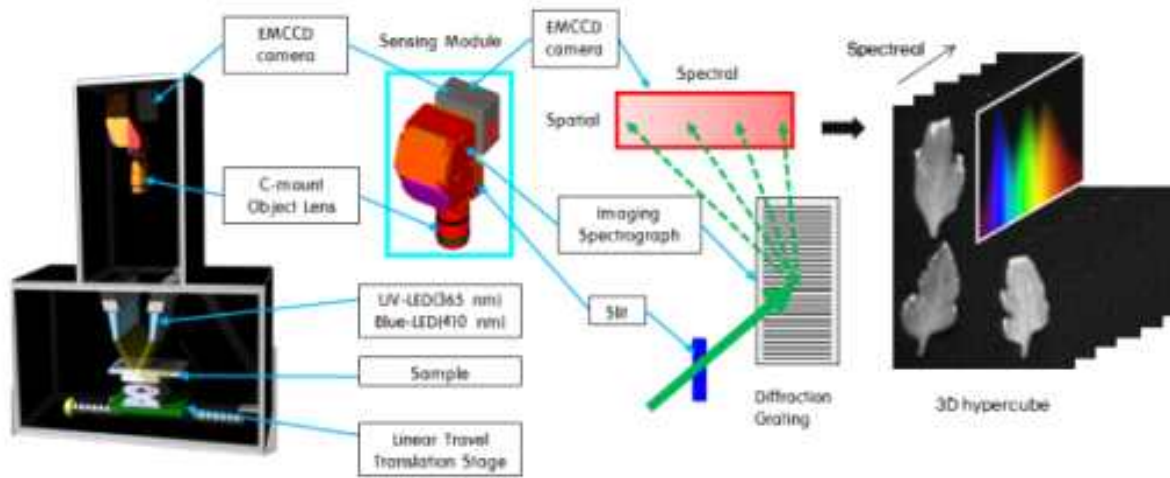 EMCCD
camera
Sensing Module
EMCCD
camera
Spectral
Spatial
Spectreal
C-mount
Object Lens
Imaging
Spectrograph
UV-LED(365 nm)
Blue-LED(410 nm)
Slit
Sample
Diffraction
Grating
3D hypercube
Linear Travel
Translation Stage